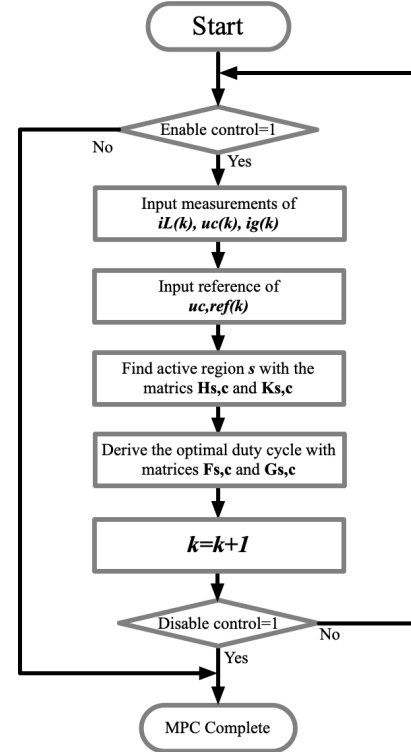 Start
Enable control=1
No
Yes
Input measurements of
iL(k), uc(k), ig(k)
Input reference of
uc,ref(k)
Find active region s with the
matrics Hs,c and Ks,c
Derive the optimal duty cycle with
matrices Fs,c and Gs,c
k=k+1
Disable control=1
No
Yes
MPC Complete